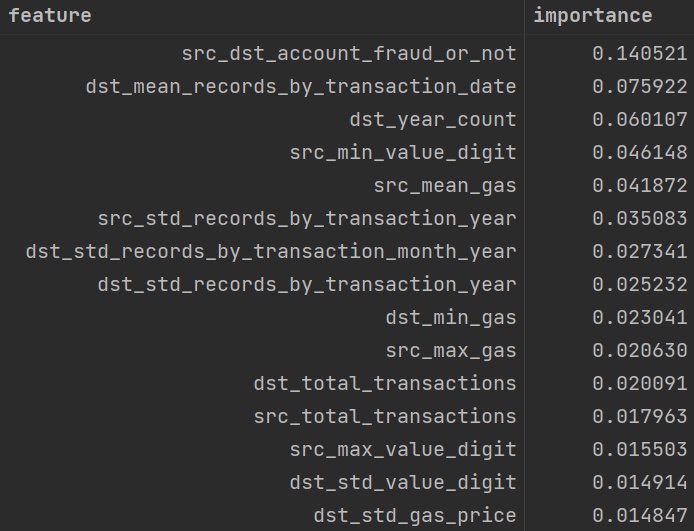 feature importance
src_dst_account_fraud_or_not 0.140521
dst_mean_records_by_transaction_date 0.075922
dst_year_count 0.060107
src_min_value_digit 0.046148
src_mean_gas 0.041872
src_std_records_by_transaction_year 0.035083
dst_std_records_by_transaction_month_year 0.027341
dst_std_records_by_transaction_year 0.025232
dst_min_gas 0.023041
src_max_gas 0.020630
dst_total_transactions 0.020091
src_total_transactions 0.017963
src_max_value_digit 0.015503
dst_std_value_digit 0.014914
dst_std_gas_price 0.014847